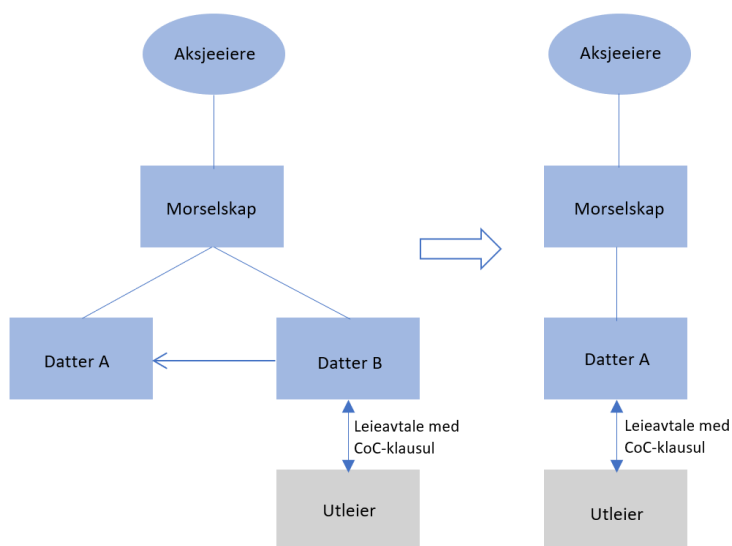 Aksjeeiere
Morselskap
Datter A
Datter B
Leieavtale med
CoC-klausul
Utleier
Aksjeeiere
Morselskap
Datter A
Leieavtale med
CoC-klausul
Utleier